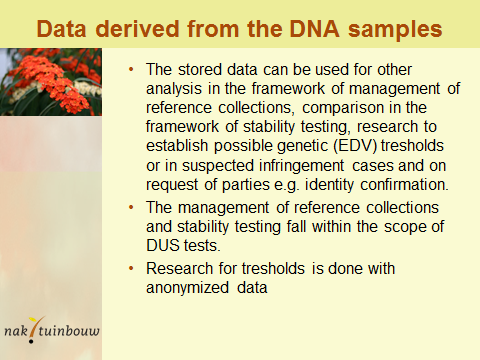 Data derived from the DNA samples
• The stored data can be used for other
analysis in the framework of management of
reference collections, comparison in the
framework of stability testing, research to
establish possible genetic (EDV) tresholds
or in suspected infringement cases and on
request of parties e.g. identity confirmation.
• The management of reference collections
and stability testing fall within the scope of
DUS tests.
• Research for tresholds is done with
anonymized data
nak tuinbouw